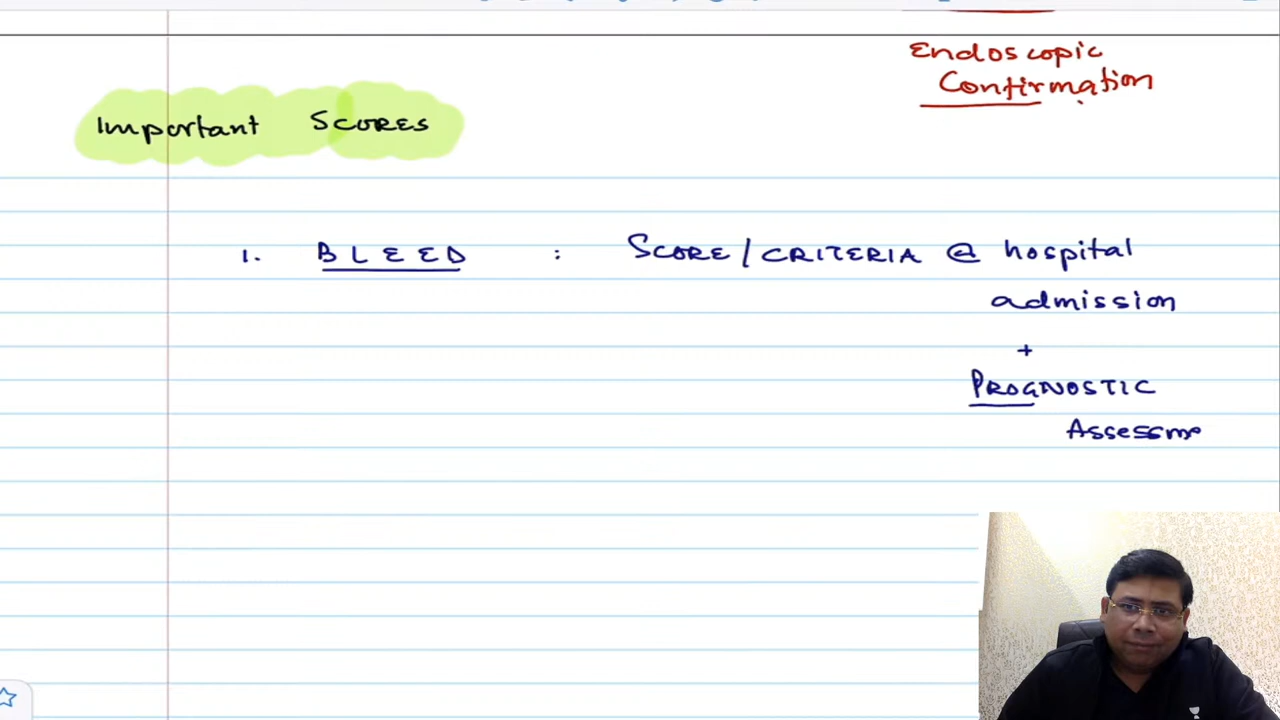 Endoscopic
Confirmation
Important SCORES
1. BLEED : SCORE/CRITERIA @ hospital
admission
+
PROGNOSTIC
Assessme